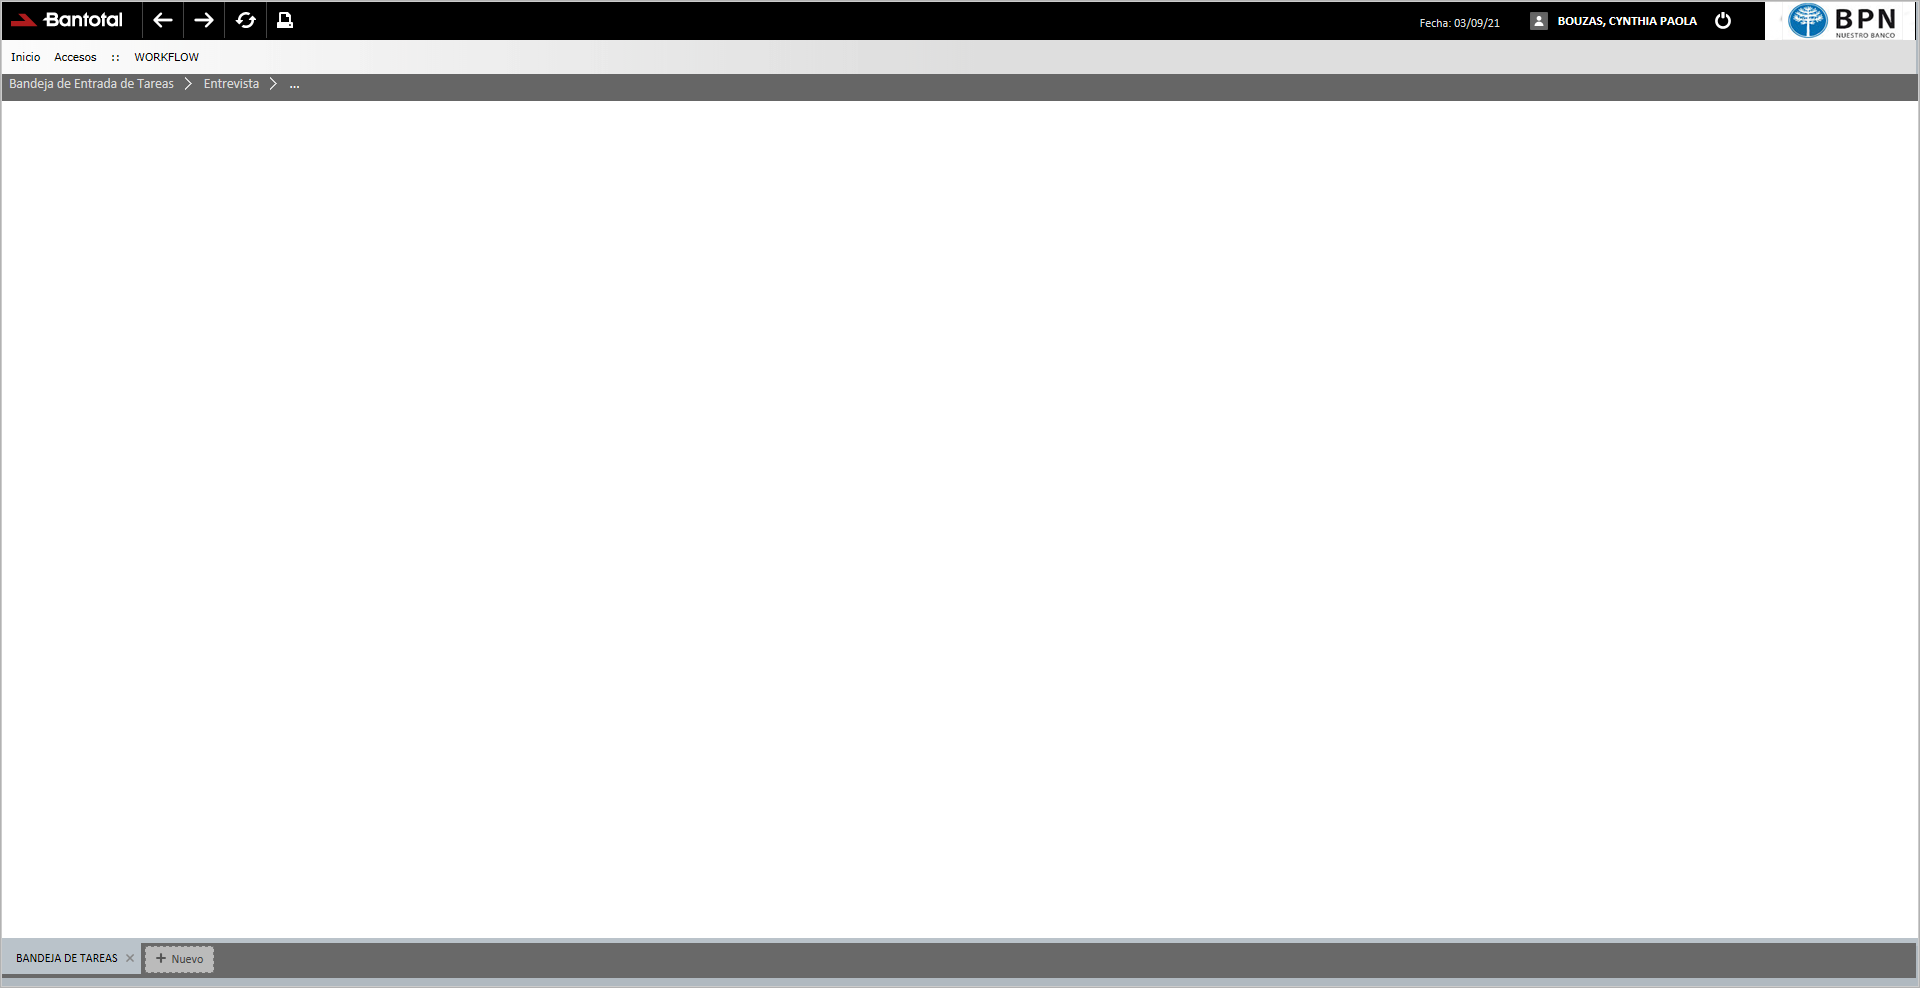 Bantotal
Fecha: 03/09/21
BOUZAS, CYNTHIA PAOLA
BPN
NUESTRO BANCO
Inicio Accesos :: WORKFLOW
Bandeja de Entrada de Tareas > Entrevista > ...
BANDEJA DE TAREAS × + Nuevo